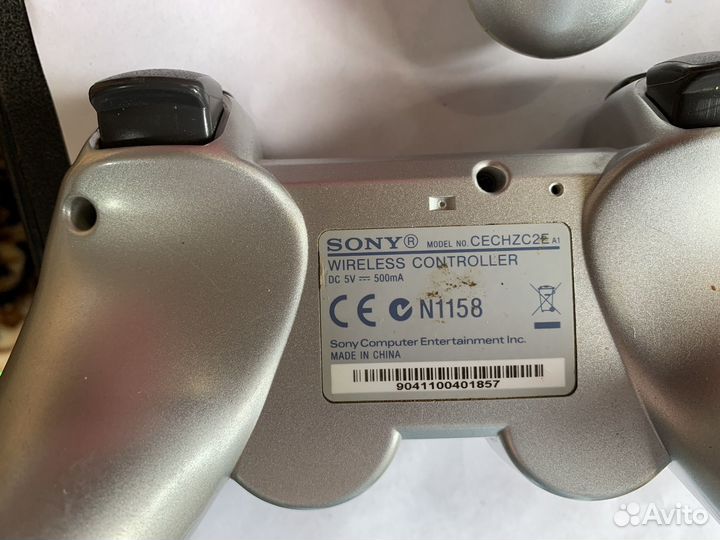 SONY® MODEL NO. CECHZC2E A1
WIRELESS CONTROLLER
DC 5V ⎓ 500mA
CE N1158
Sony Computer Entertainment Inc.
MADE IN CHINA
9041100401857
Avito